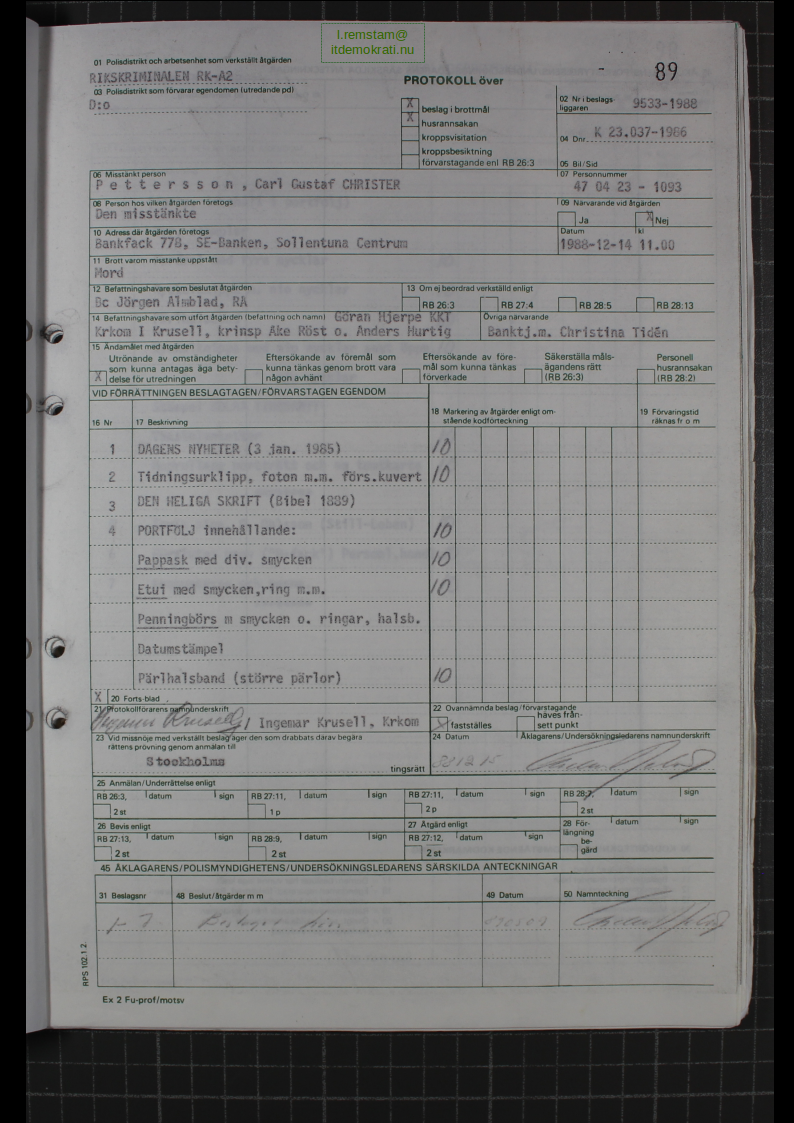 l.remstam@
itdemokrati.nu
89
01 Polisdistrikt och arbetsenhet som verkställt åtgärden
RIKSKRIMINALEN RK-A2
03 Polisdistrikt som förvarar egendomen (utredande pd)
D:o
PROTOKOLL över
X beslag i brottmål
X husrannsakan
kroppsvisitation
kroppsbesiktning
förvarstagande enl RB 26:3
02 Nr i beslags-
liggaren 9533-1988
04 Dnr K 23.037-1986
05 Bil/Sid
06 Misstänkt person
Pettersson, Carl Gustaf CHRISTER
07 Personnummer
47 04 23 - 1093
08 Person hos vilken åtgärden företogs
Den misstänkte
09 Närvarande vid åtgärden
Ja X Nej
10 Adress där åtgärden företogs
Bankfack 778, SE-Banken, Sollentuna Centrum
Datum kl
1988-12-14 11.00
11 Brott varom misstanke uppstått
Mord
12 Befattningshavare som beslutat åtgärden
Bc Jörgen Almblad, RA
13 Om ej beordrad verkställd enligt
RB 26:3 RB 27:4 RB 28:5 RB 28:13
14 Befattningshavare som utfört åtgärden (befattning och namn) Göran Hjerpe KKT
Krkom I Krusell, krinsp Åke Röst o. Anders Hurtig
Övriga närvarande
Banktj.m. Christina Tidén
15 Ändamålet med åtgärden
X Utrönande av omständigheter
som kunna antagas äga bety-
delse för utredningen
Eftersökande av föremål som
kunna tänkas genom brott vara
någon avhänt
Eftersökande av före-
mål som kunna tänkas
förverkade
Säkerställa måls-
ägandens rätt
(RB 26:3)
Personell
husrannsakan
(RB 28:2)
VID FÖRRÄTTNINGEN BESLAGTAGEN/FÖRVARSTAGEN EGENDOM
16 Nr 17 Beskrivning
18 Markering av åtgärder enligt om-
stående kodförteckning
19 Förvaringstid
räknas fr o m
1 DAGENS NYHETER (3 jan. 1985) 10
2 Tidningsurklipp, foton m.m. förs.kuvert 10
3 DEN HELIGA SKRIFT (Bibel 1889)
4 PORTFÖLJ innehållande: 10
Pappask med div. smycken 10
Etui med smycken,ring m.m. 10
Penningbörs m smycken o. ringar, halsb.
Datumstämpel
Pärlhalsband (större pärlor) 10
X 20 Forts-blad
21 Protokollförarens namnunderskrift
Ingemar Krusell / Ingemar Krusell, Krkom
22 Ovannämnda beslag/förvarstagande
X fastställes
häves från-
sett punkt
23 Vid missnöje med verkställt beslag äger den som drabbats därav begära
rättens prövning genom anmälan till
Stockholms
tingsrätt
24 Datum Åklagarens/Undersökningsledarens namnunderskrift
881215
25 Anmälan/Underrättelse enligt
RB 26:3, datum sign RB 27:11, datum sign RB 27:11, datum sign RB 28:7, datum sign
2 st 1 p 2 p 2 st
26 Bevis enligt
27 Åtgärd enligt
28 För-
längning
be-
gärd
datum sign
RB 27:13, datum sign RB 28:9, datum sign RB 27:12, datum sign
2 st 2 st 2 st
45 ÅKLAGARENS/POLISMYNDIGHETENS/UNDERSÖKNINGSLEDARENS SÄRSKILDA ANTECKNINGAR
31 Beslagsnr 48 Beslut/åtgärder m m 49 Datum 50 Namnteckning
RPS 102.1 2.
Ex 2 Fu-prof/motsv